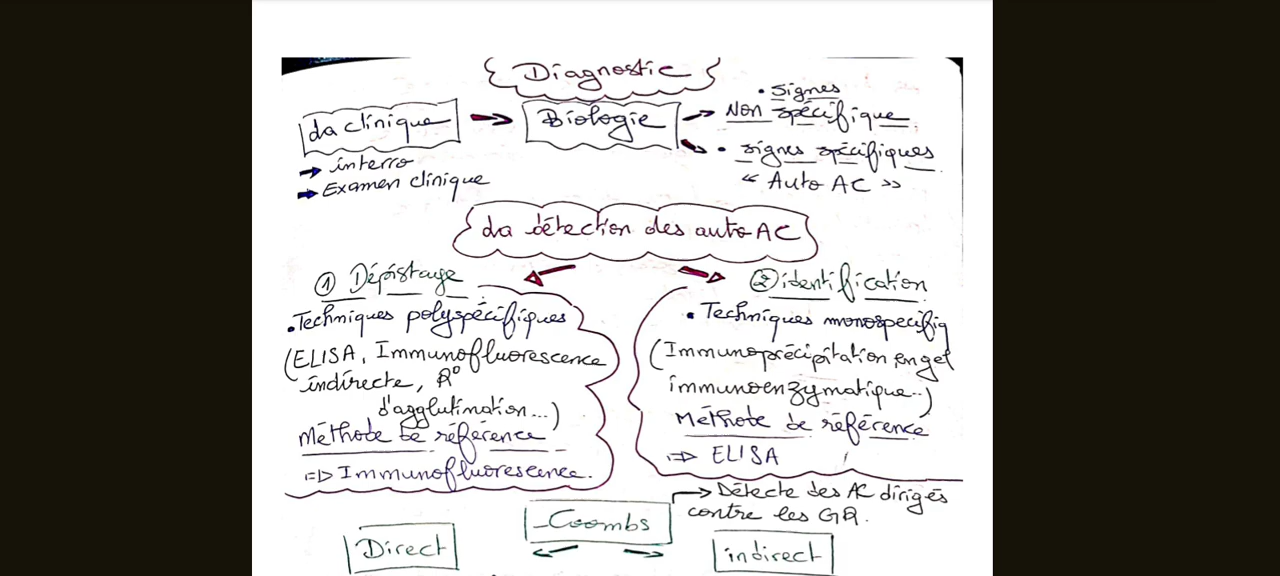 Diagnostic
La clinique
→ interro
→ Examen clinique
Biologie
• Signes
Non spécifique
• signes spécifiques
" Auto AC »
La détection des auto AC
① Dépistage
• Techniques polyspécifiques
(ELISA, Immunofluorescence
indirecte, R°
d'agglutination...)
Méthode de référence
⇒ Immunofluorescence.
② identification
• Techniques monospecifiq
(Immunoprécipitation en gel
immunoenzymatique..)
Méthode de référence
⇒ ELISA
Coombs
→ Détecte des AC dirigés
contre les GR.
Direct
indirect